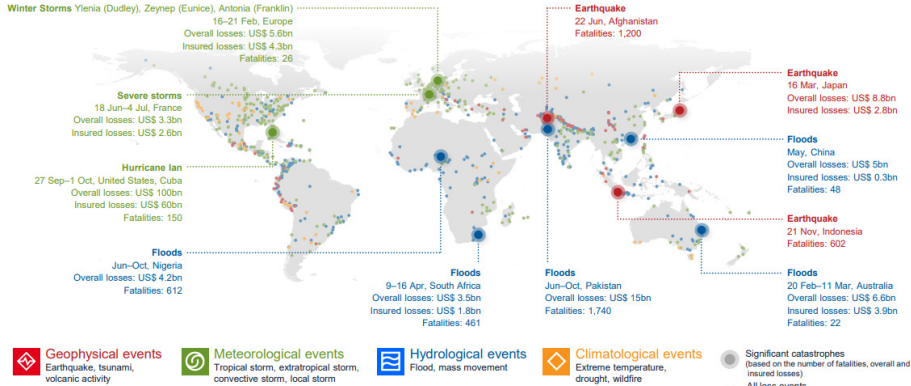 Winter Storms Ylenia (Dudley), Zeynep (Eunice), Antonia (Franklin)
16–21 Feb, Europe
Overall losses: US$ 5.6bn
Insured losses: US$ 4.3bn
Fatalities: 26
Severe storms
18 Jun–4 Jul, France
Overall losses: US$ 3.3bn
Insured losses: US$ 2.6bn
Hurricane Ian
27 Sep–1 Oct, United States, Cuba
Overall losses: US$ 100bn
Insured losses: US$ 60bn
Fatalities: 150
Floods
Jun–Oct, Nigeria
Overall losses: US$ 4.2bn
Fatalities: 612
Floods
9–16 Apr, South Africa
Overall losses: US$ 3.5bn
Insured losses: US$ 1.8bn
Fatalities: 461
Floods
Jun–Oct, Pakistan
Overall losses: US$ 15bn
Fatalities: 1,740
Earthquake
22 Jun, Afghanistan
Fatalities: 1,200
Earthquake
16 Mar, Japan
Overall losses: US$ 8.8bn
Insured losses: US$ 2.8bn
Floods
May, China
Overall losses: US$ 5bn
Insured losses: US$ 0.3bn
Fatalities: 48
Earthquake
21 Nov, Indonesia
Fatalities: 602
Floods
20 Feb–11 Mar, Australia
Overall losses: US$ 6.6bn
Insured losses: US$ 3.9bn
Fatalities: 22
Geophysical events
Earthquake, tsunami,
volcanic activity
Meteorological events
Tropical storm, extratropical storm,
convective storm, local storm
Hydrological events
Flood, mass movement
Climatological events
Extreme temperature,
drought, wildfire
Significant catastrophes
(based on the number of fatalities, overall and
insured losses)
All loss events